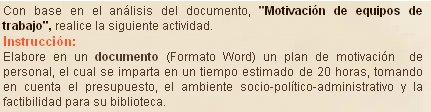 Con base en el análisis del documento, "Motivación de equipos de
trabajo", realice la siguiente actividad.
Instrucción:
Elabore en un documento (Formato Word) un plan de motivación de
personal, el cual se imparta en un tiempo estimado de 20 horas, tomando
en cuenta el presupuesto, el ambiente socio-político-administrativo y la
factibilidad para su biblioteca.